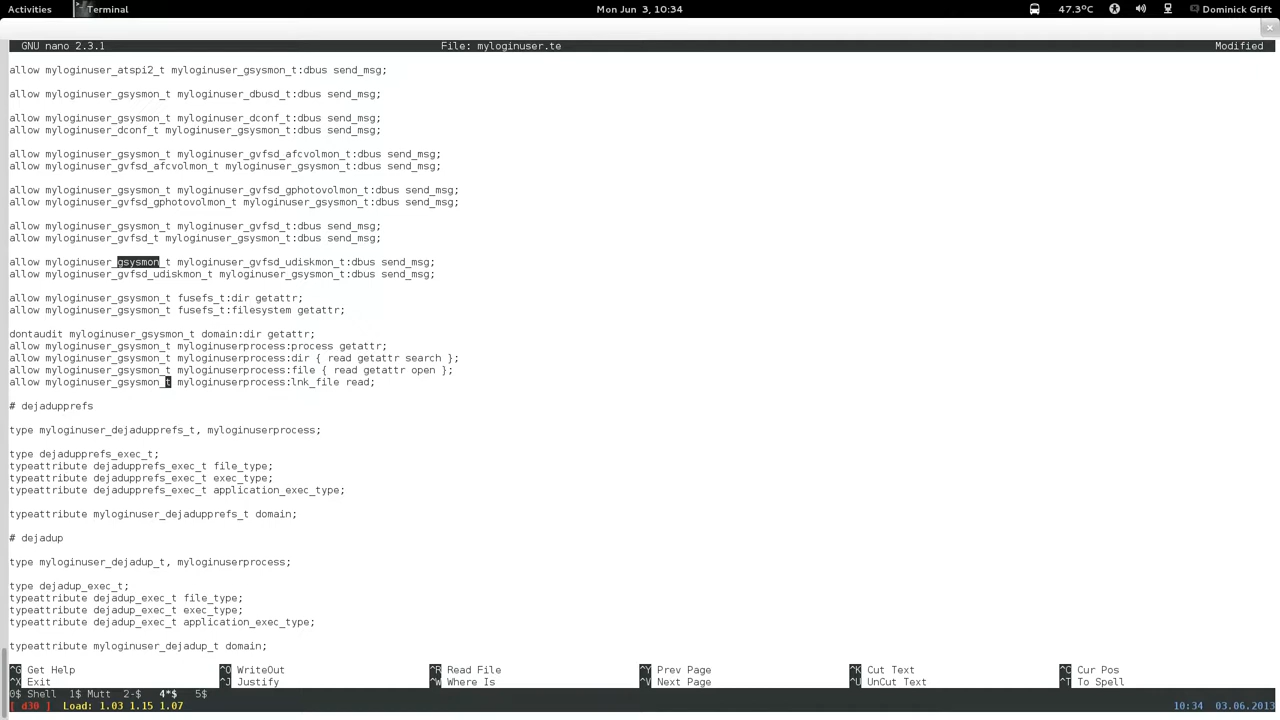 Activities Terminal Mon Jun 3, 10:34 47.3ºC Dominick Grift
GNU nano 2.3.1 File: myloginuser.te Modified
allow myloginuser_atspi2_t myloginuser_gsysmon_t:dbus send_msg;
allow myloginuser_gsysmon_t myloginuser_dbusd_t:dbus send_msg;
allow myloginuser_gsysmon_t myloginuser_dconf_t:dbus send_msg;
allow myloginuser_dconf_t myloginuser_gsysmon_t:dbus send_msg;
allow myloginuser_gsysmon_t myloginuser_gvfsd_afcvolmon_t:dbus send_msg;
allow myloginuser_gvfsd_afcvolmon_t myloginuser_gsysmon_t:dbus send_msg;
allow myloginuser_gsysmon_t myloginuser_gvfsd_gphotovolmon_t:dbus send_msg;
allow myloginuser_gvfsd_gphotovolmon_t myloginuser_gsysmon_t:dbus send_msg;
allow myloginuser_gsysmon_t myloginuser_gvfsd_t:dbus send_msg;
allow myloginuser_gvfsd_t myloginuser_gsysmon_t:dbus send_msg;
allow myloginuser_gsysmon_t myloginuser_gvfsd_udiskmon_t:dbus send_msg;
allow myloginuser_gvfsd_udiskmon_t myloginuser_gsysmon_t:dbus send_msg;
allow myloginuser_gsysmon_t fusefs_t:dir getattr;
allow myloginuser_gsysmon_t fusefs_t:filesystem getattr;
dontaudit myloginuser_gsysmon_t domain:dir getattr;
allow myloginuser_gsysmon_t myloginuserprocess:process getattr;
allow myloginuser_gsysmon_t myloginuserprocess:dir { read getattr search };
allow myloginuser_gsysmon_t myloginuserprocess:file { read getattr open };
allow myloginuser_gsysmon_t myloginuserprocess:lnk_file read;
# dejadupprefs
type myloginuser_dejadupprefs_t, myloginuserprocess;
type dejadupprefs_exec_t;
typeattribute dejadupprefs_exec_t file_type;
typeattribute dejadupprefs_exec_t exec_type;
typeattribute dejadupprefs_exec_t application_exec_type;
typeattribute myloginuser_dejadupprefs_t domain;
# dejadup
type myloginuser_dejadup_t, myloginuserprocess;
type dejadup_exec_t;
typeattribute dejadup_exec_t file_type;
typeattribute dejadup_exec_t exec_type;
typeattribute dejadup_exec_t application_exec_type;
typeattribute myloginuser_dejadup_t domain;
^G Get Help ^O WriteOut ^R Read File ^Y Prev Page ^K Cut Text ^C Cur Pos
^X Exit ^J Justify ^W Where Is ^V Next Page ^U UnCut Text ^T To Spell
0$ Shell 1$ Mutt 2-$ 4*$ 5$
[ d30 ] Load: 1.03 1.15 1.07 10:34 03.06.2013